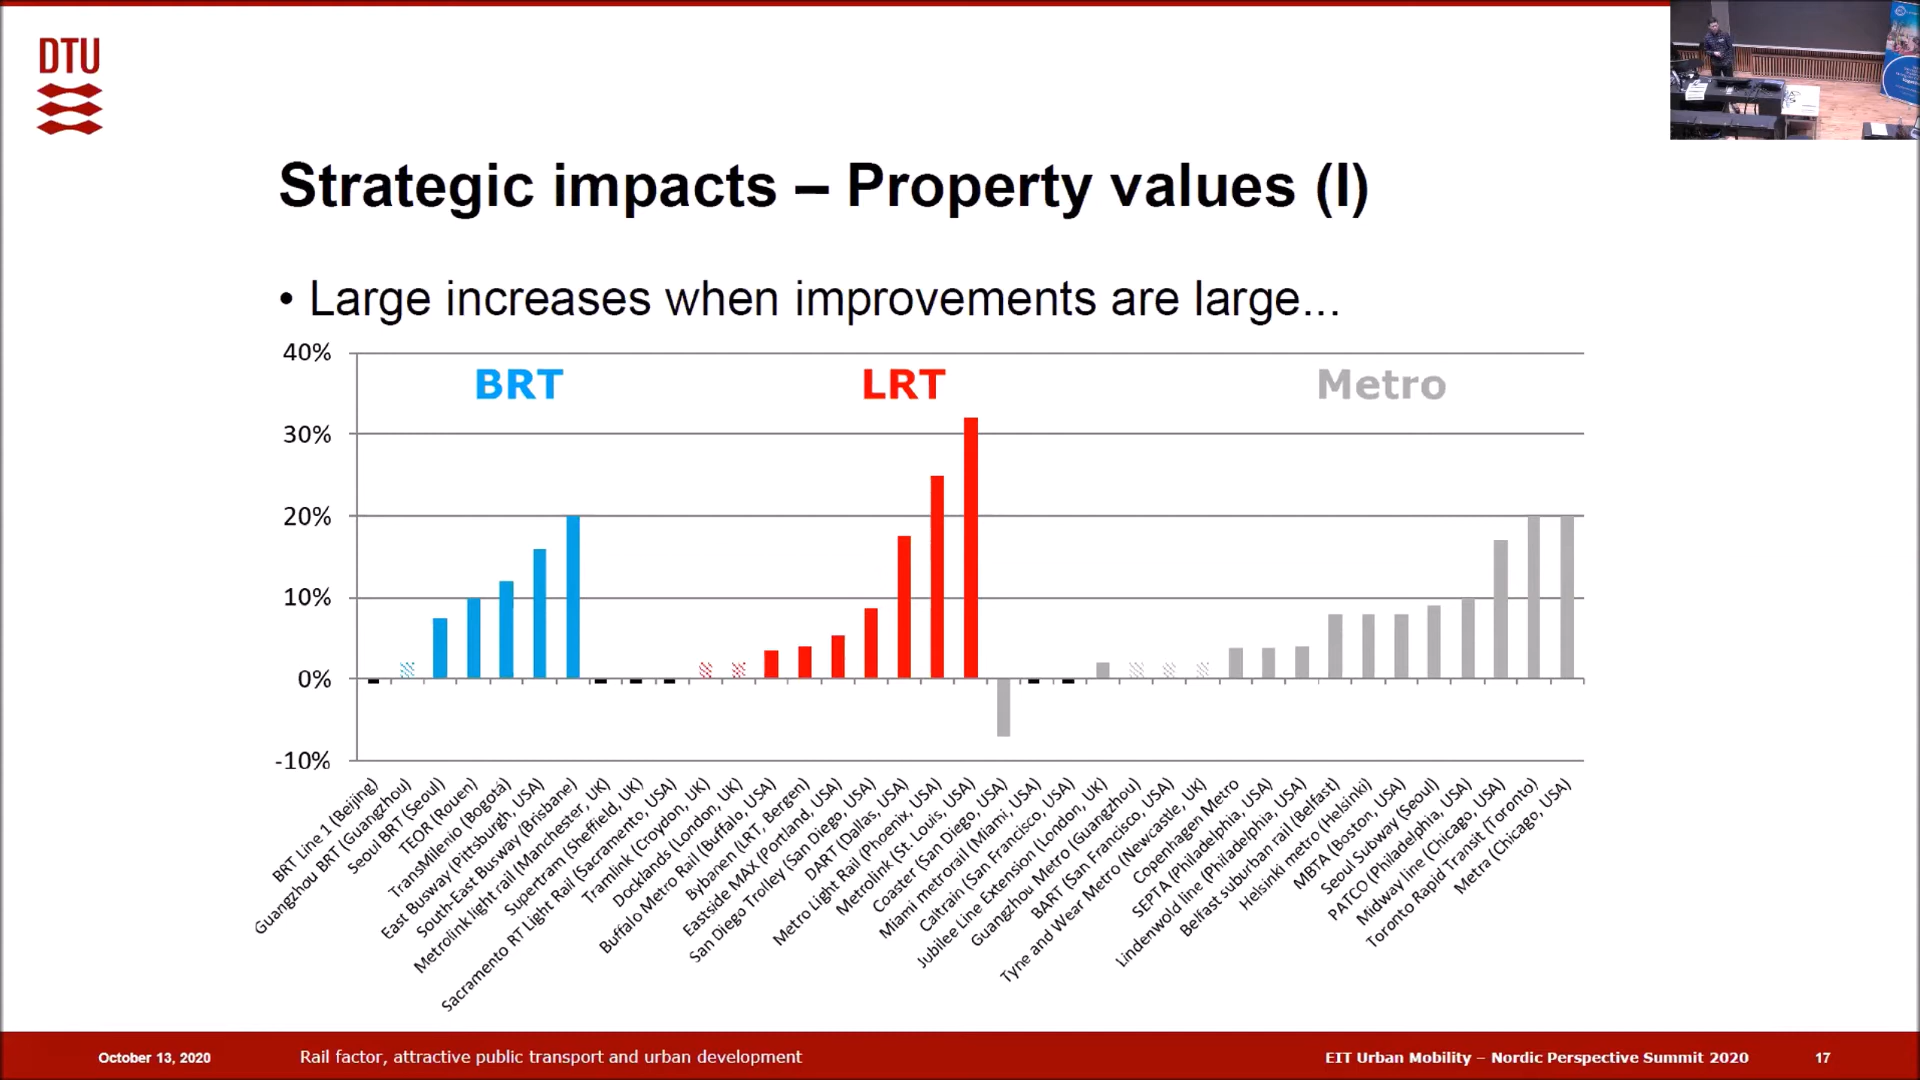 DTU
Strategic impacts – Property values (I)
• Large increases when improvements are large...
40%
30%
20%
10%
0%
-10%
BRT
LRT
Metro
BRT Line 1 (Beijing)
Guangzhou BRT (Guangzhou)
Seoul BRT (Seoul)
TEOR (Rouen)
TransMilenio (Bogotá)
East Busway (Pittsburgh, USA)
South-East Busway (Brisbane)
Metrolink light rail (Manchester, UK)
Supertram (Sheffield, UK)
Sacramento RT Light Rail (Sacramento, USA)
Tramlink (Croydon, UK)
Docklands (London, UK)
Buffalo Metro Rail (Buffalo, USA)
Bybanen (LRT, Bergen)
Eastside MAX (Portland, USA)
San Diego Trolley (San Diego, USA)
DART (Dallas, USA)
Metro Light Rail (Phoenix, USA)
Metrolink (St. Louis, USA)
Coaster (San Diego, USA)
Miami metrorail (Miami, USA)
Caltrain (San Francisco, USA)
Jubilee Line Extension (London, UK)
Guangzhou Metro (Guangzhou)
BART (San Francisco, USA)
Tyne and Wear Metro (Newcastle, UK)
Copenhagen Metro
SEPTA (Philadelphia, USA)
Lindenwold line (Philadelphia, USA)
Belfast suburban rail (Belfast)
Helsinki metro (Helsinki)
MBTA (Boston, USA)
Seoul Subway (Seoul)
PATCO (Philadelphia, USA)
Midway line (Chicago, USA)
Toronto Rapid Transit (Toronto)
Metra (Chicago, USA)
October 13, 2020
Rail factor, attractive public transport and urban development
EIT Urban Mobility – Nordic Perspective Summit 2020
17